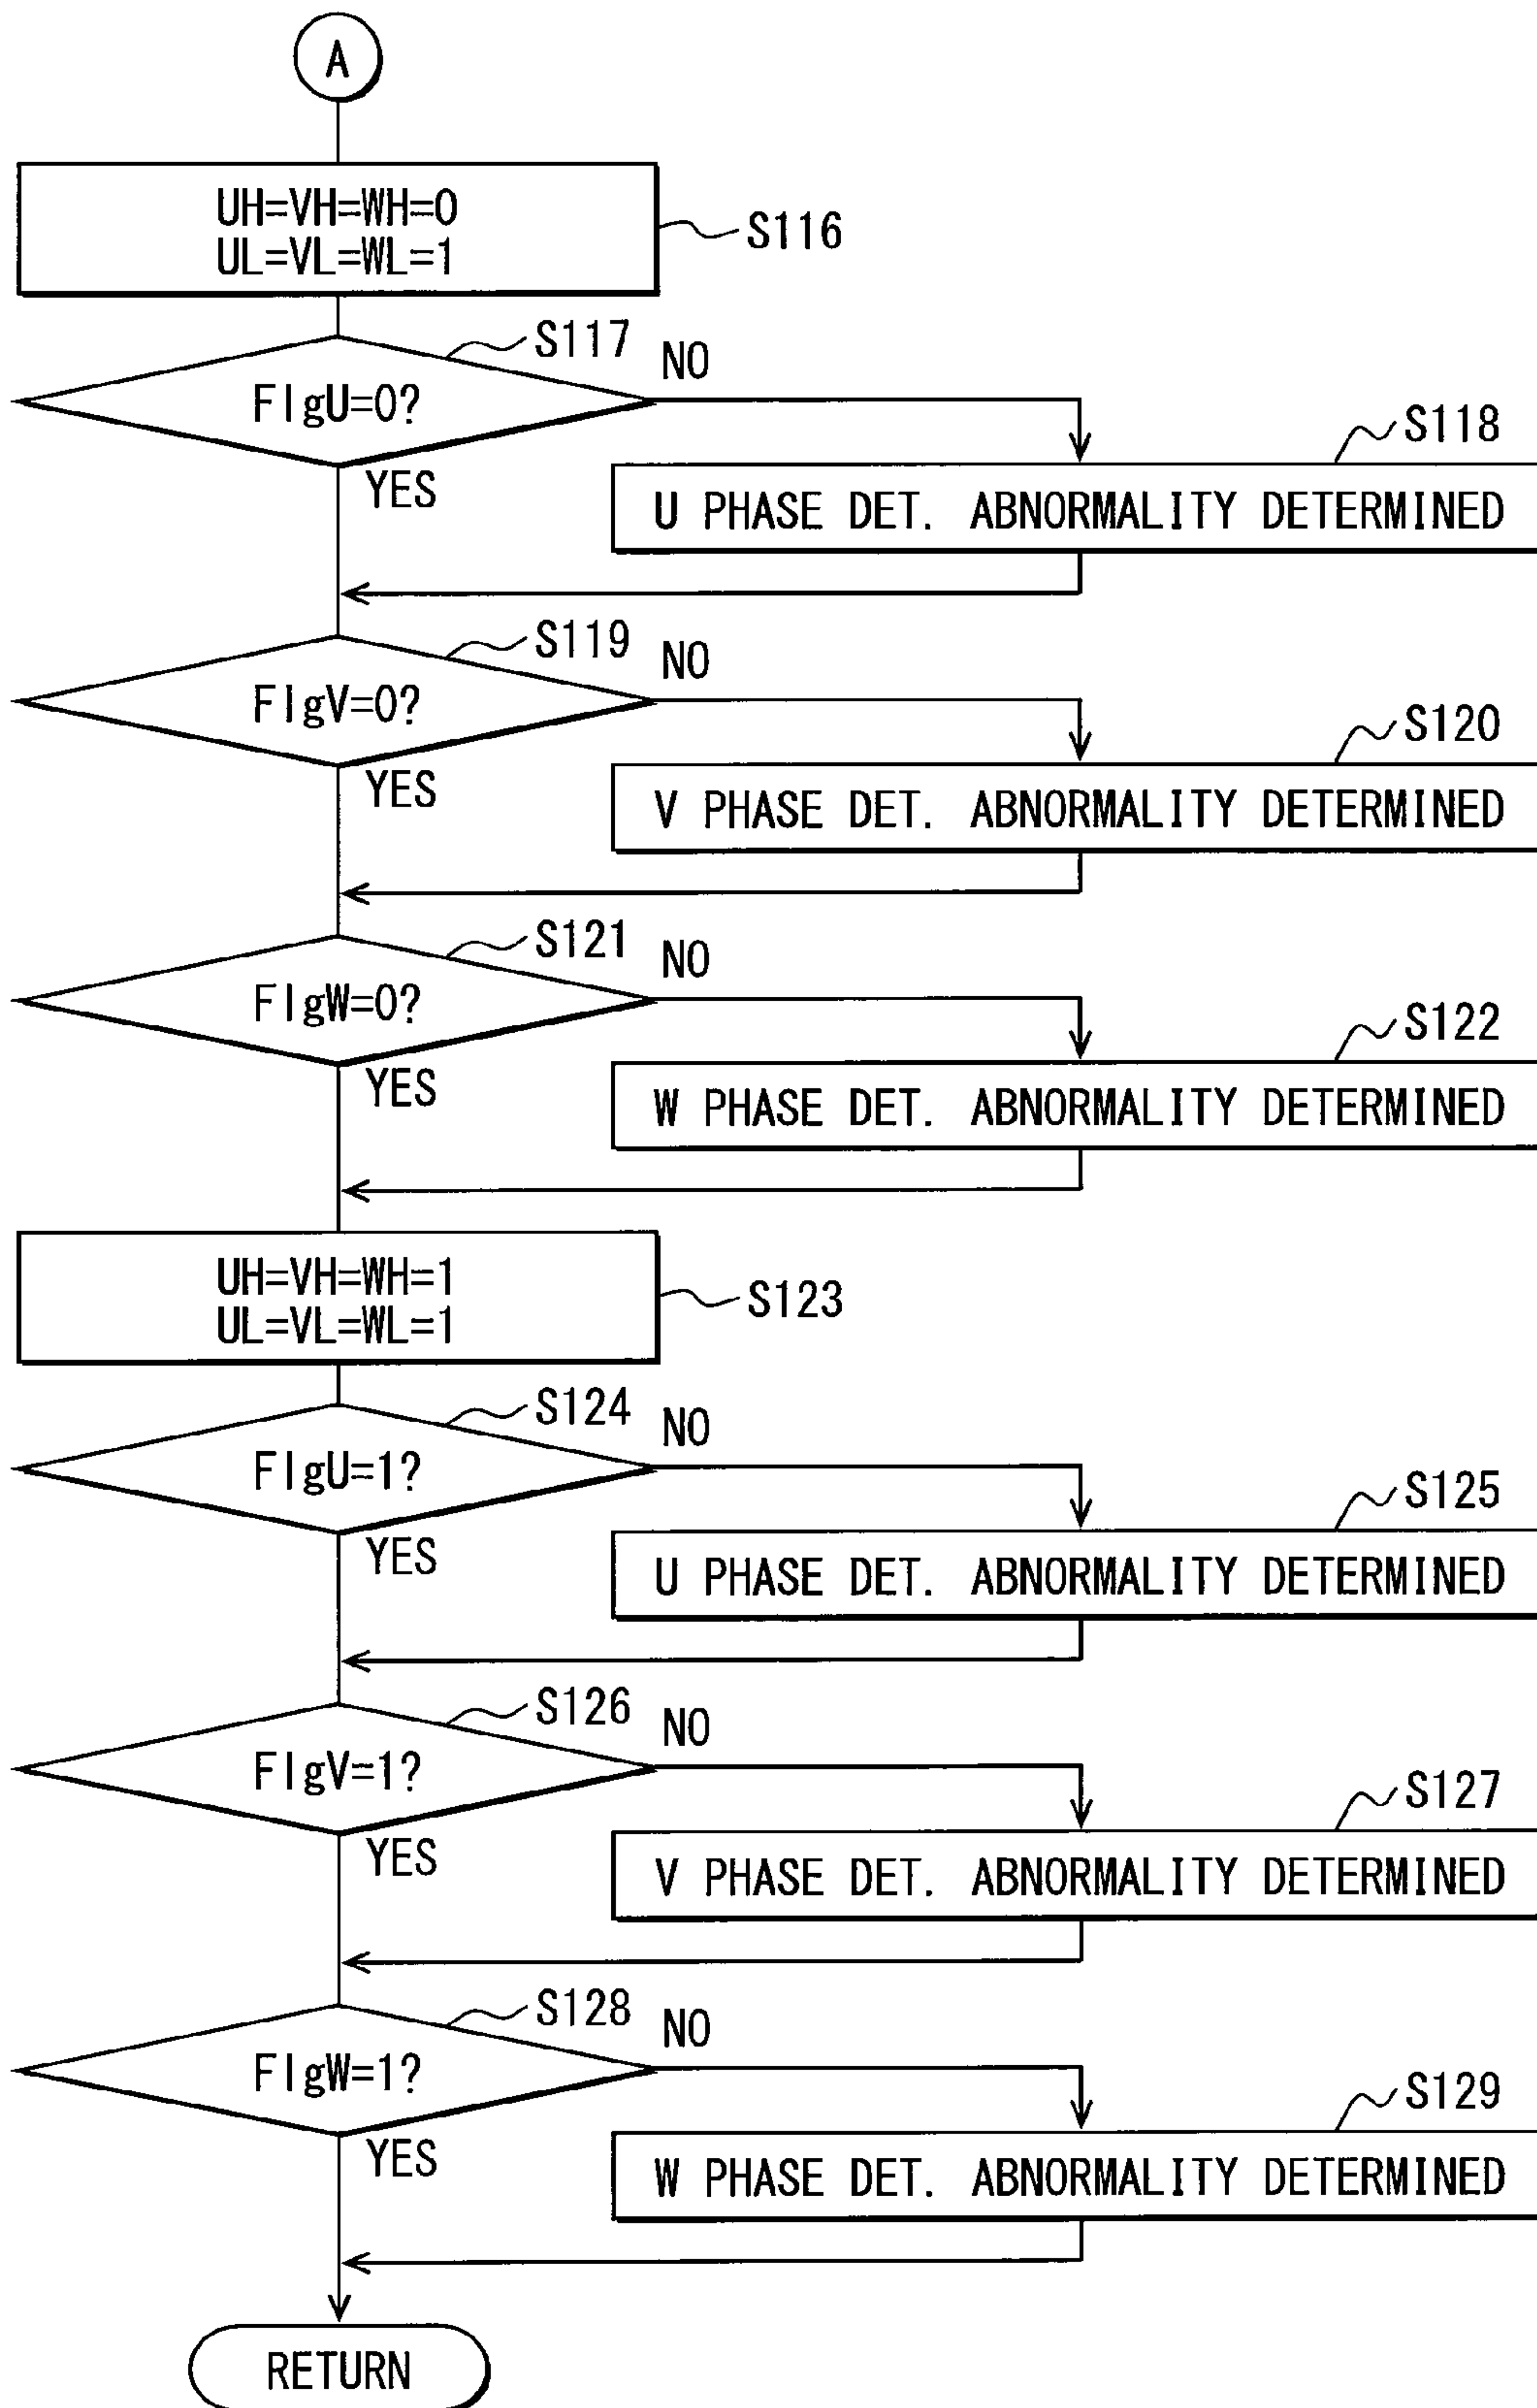 A
UH=VH=WH=0
UL=VL=WL=1
S116
S117
FlgU=0?
NO
YES
S118
U PHASE DET. ABNORMALITY DETERMINED
S119
FlgV=0?
NO
YES
S120
V PHASE DET. ABNORMALITY DETERMINED
S121
FlgW=0?
NO
YES
S122
W PHASE DET. ABNORMALITY DETERMINED
UH=VH=WH=1
UL=VL=WL=1
S123
S124
FlgU=1?
NO
YES
S125
U PHASE DET. ABNORMALITY DETERMINED
S126
FlgV=1?
NO
YES
S127
V PHASE DET. ABNORMALITY DETERMINED
S128
FlgW=1?
NO
YES
S129
W PHASE DET. ABNORMALITY DETERMINED
RETURN